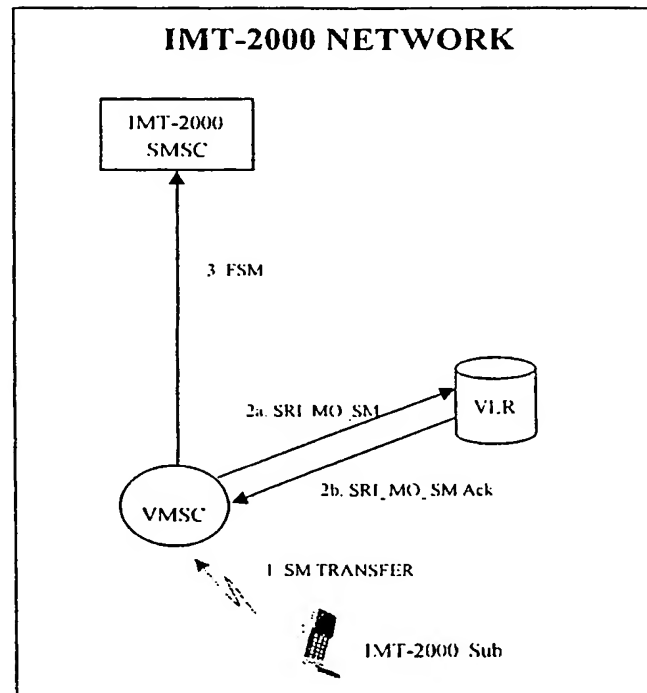 IMT-2000 NETWORK
IMT-2000
SMSC
3 FSM
2a. SRI_MO_SM
VLR
2b. SRI_MO_SM Ack
VMSC
1 SM TRANSFER
IMT-2000 Sub